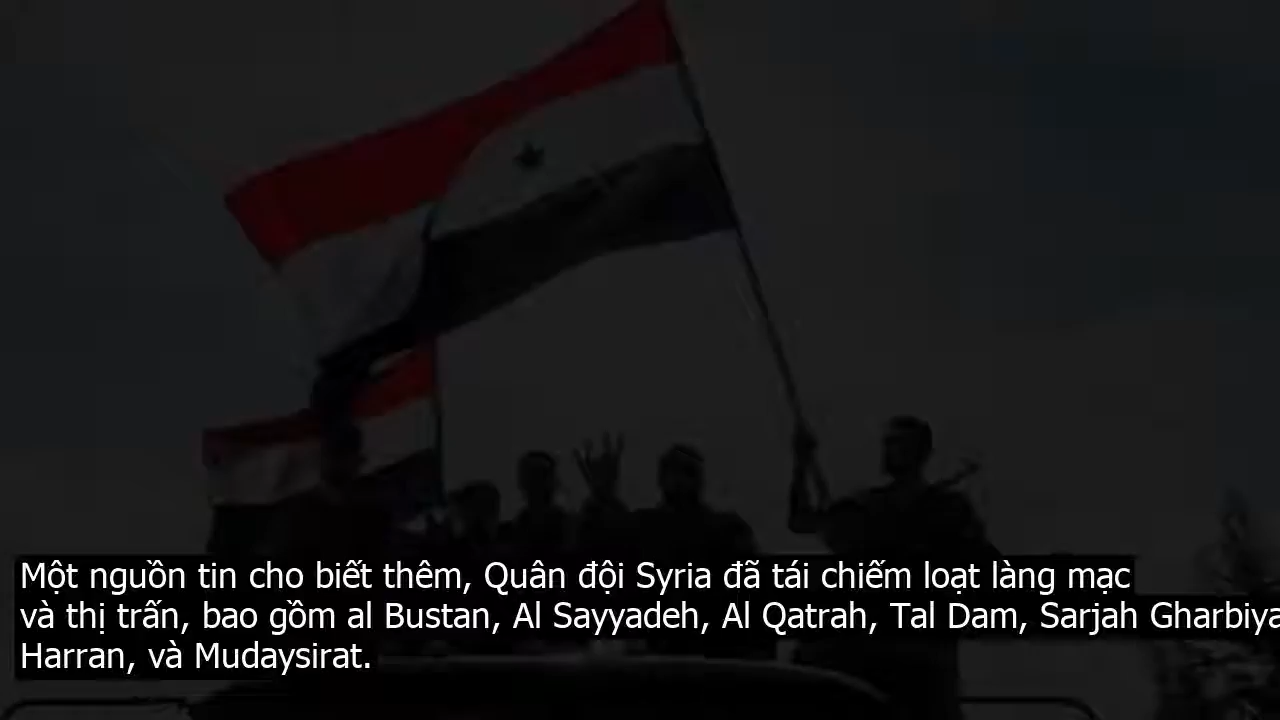 Một nguồn tin cho biết thêm, Quân đội Syria đã tái chiếm loạt làng mạc
và thị trấn, bao gồm al Bustan, Al Sayyadeh, Al Qatrah, Tal Dam, Sarjah Gharbiya
Harran, và Mudaysirat.